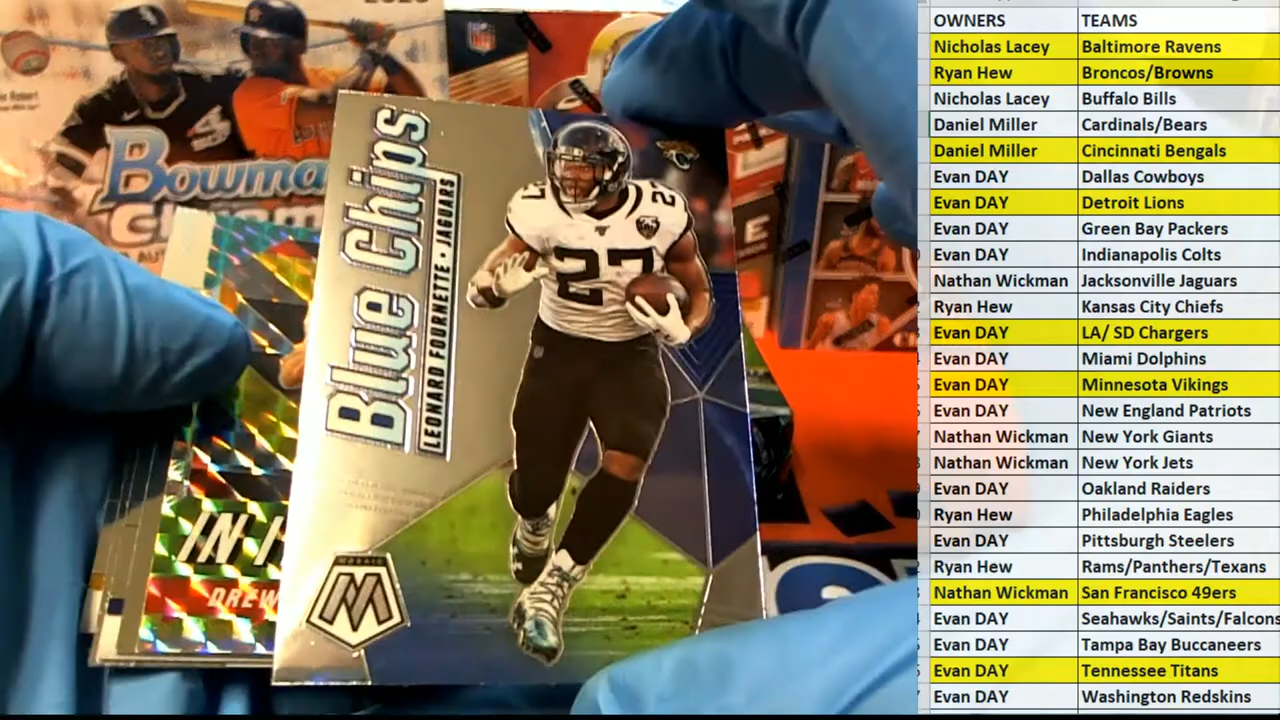 2020
Bowma
Chrom
NFL
Blue Chips
LEONARD FOURNETTE · JAGUARS
27
27
MOSAIC
M
IN I
DREW
OWNERS TEAMS
Nicholas Lacey Baltimore Ravens
Ryan Hew Broncos/Browns
Nicholas Lacey Buffalo Bills
Daniel Miller Cardinals/Bears
Daniel Miller Cincinnati Bengals
Evan DAY Dallas Cowboys
Evan DAY Detroit Lions
Evan DAY Green Bay Packers
Evan DAY Indianapolis Colts
Nathan Wickman Jacksonville Jaguars
Ryan Hew Kansas City Chiefs
Evan DAY LA/ SD Chargers
Evan DAY Miami Dolphins
Evan DAY Minnesota Vikings
Evan DAY New England Patriots
Nathan Wickman New York Giants
Nathan Wickman New York Jets
Evan DAY Oakland Raiders
Ryan Hew Philadelphia Eagles
Evan DAY Pittsburgh Steelers
Ryan Hew Rams/Panthers/Texans
Nathan Wickman San Francisco 49ers
Evan DAY Seahawks/Saints/Falcons
Evan DAY Tampa Bay Buccaneers
Evan DAY Tennessee Titans
Evan DAY Washington Redskins